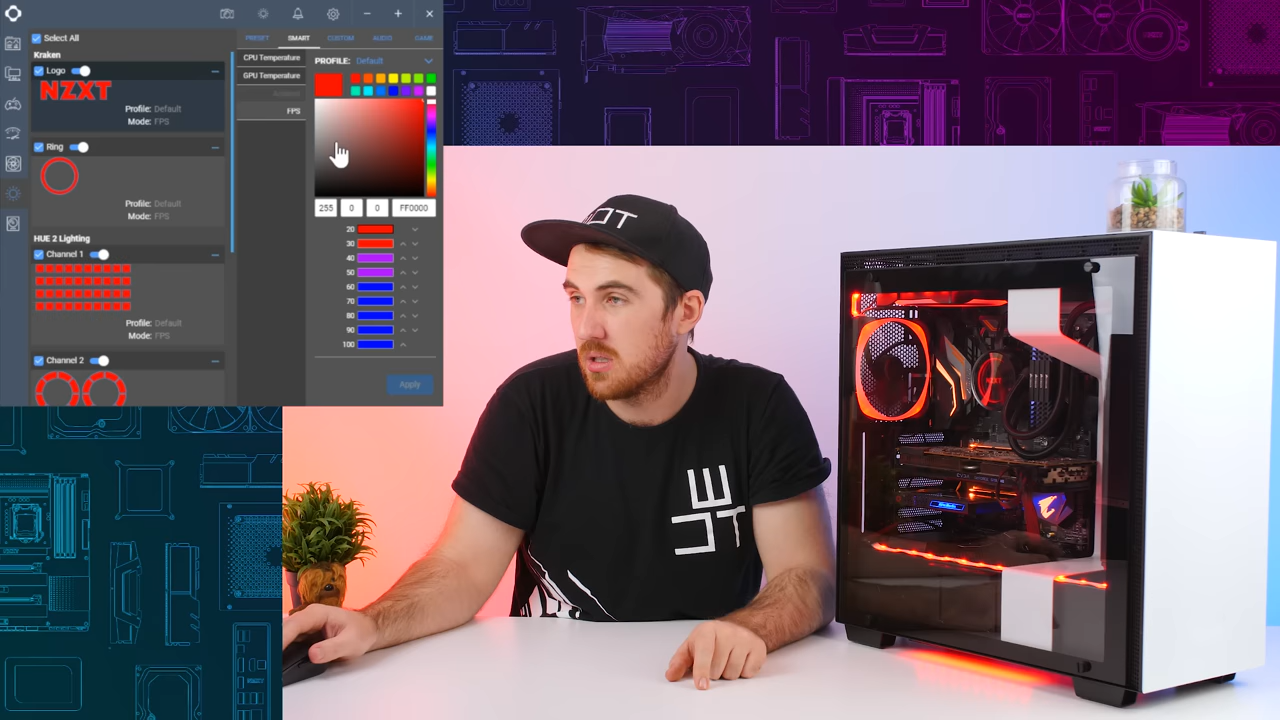 PRESET SMART CUSTOM AUDIO GAME
Select All
Kraken
Logo
NZXT
Profile: Default
Mode: FPS
Ring
Profile: Default
Mode: FPS
HUE 2 Lighting
Channel 1
Profile: Default
Mode: FPS
Channel 2
CPU Temperature
GPU Temperature
FPS
PROFILE: Default
255 0 0 FF0000
20
30
40
50
60
70
80
90
100
Apply
NZXT